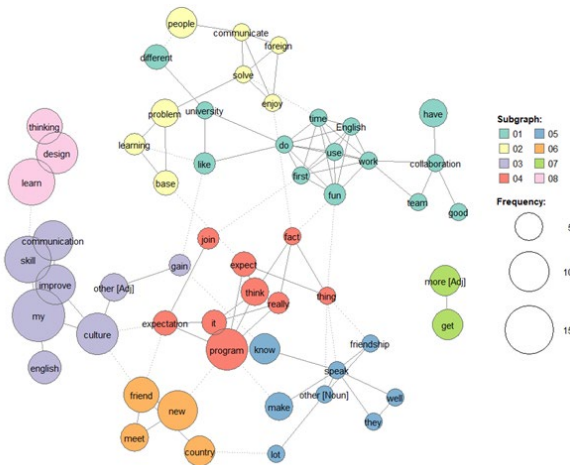 people
communicate
foreign
different
solve
enjoy
problem
university
have
time
English
learning
do
use
work
collaboration
like
base
first
fun
team
good
thinking
design
learn
communication
skill
improve
my
english
other [Adj]
gain
culture
join
fact
expect
think
really
thing
expectation
it
program
know
friendship
speak
other [Noun]
make
well
they
lot
friend
new
meet
country
more [Adj]
get
Subgraph:
01 05
02 06
03 07
04 08
Frequency:
5
10
15